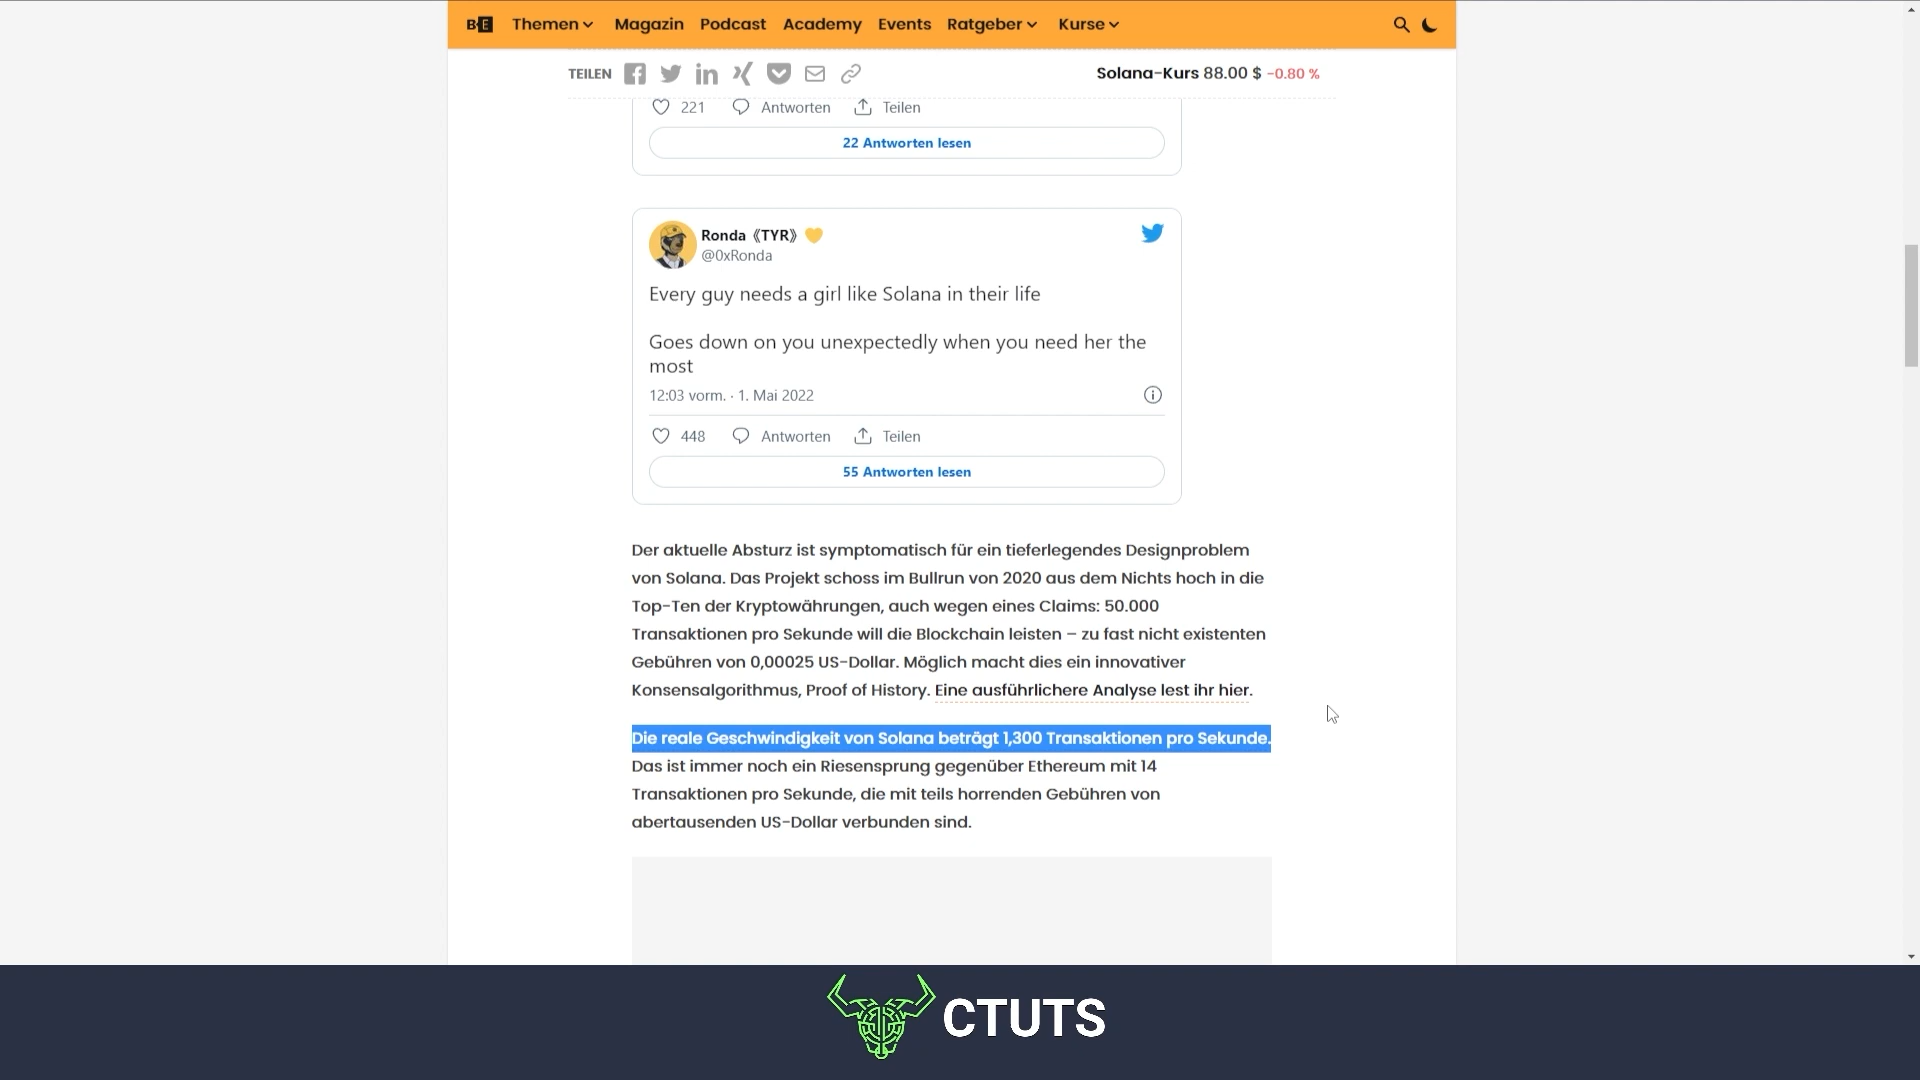 B E Themen Magazin Podcast Academy Events Ratgeber Kurse
TEILEN Solana-Kurs 88.00 $ -0.80 %
221 Antworten Teilen
22 Antworten lesen
Ronda《TYR》
@0xRonda
Every guy needs a girl like Solana in their life
Goes down on you unexpectedly when you need her the
most
12:03 vorm. · 1. Mai 2022
448 Antworten Teilen
55 Antworten lesen
Der aktuelle Absturz ist symptomatisch für ein tieferlegendes Designproblem
von Solana. Das Projekt schoss im Bullrun von 2020 aus dem Nichts hoch in die
Top-Ten der Kryptowährungen, auch wegen eines Claims: 50.000
Transaktionen pro Sekunde will die Blockchain leisten – zu fast nicht existenten
Gebühren von 0,00025 US-Dollar. Möglich macht dies ein innovativer
Konsensalgorithmus, Proof of History. Eine ausführlichere Analyse lest ihr hier.
Die reale Geschwindigkeit von Solana beträgt 1,300 Transaktionen pro Sekunde.
Das ist immer noch ein Riesensprung gegenüber Ethereum mit 14
Transaktionen pro Sekunde, die mit teils horrenden Gebühren von
abertausenden US-Dollar verbunden sind.
CTUTS